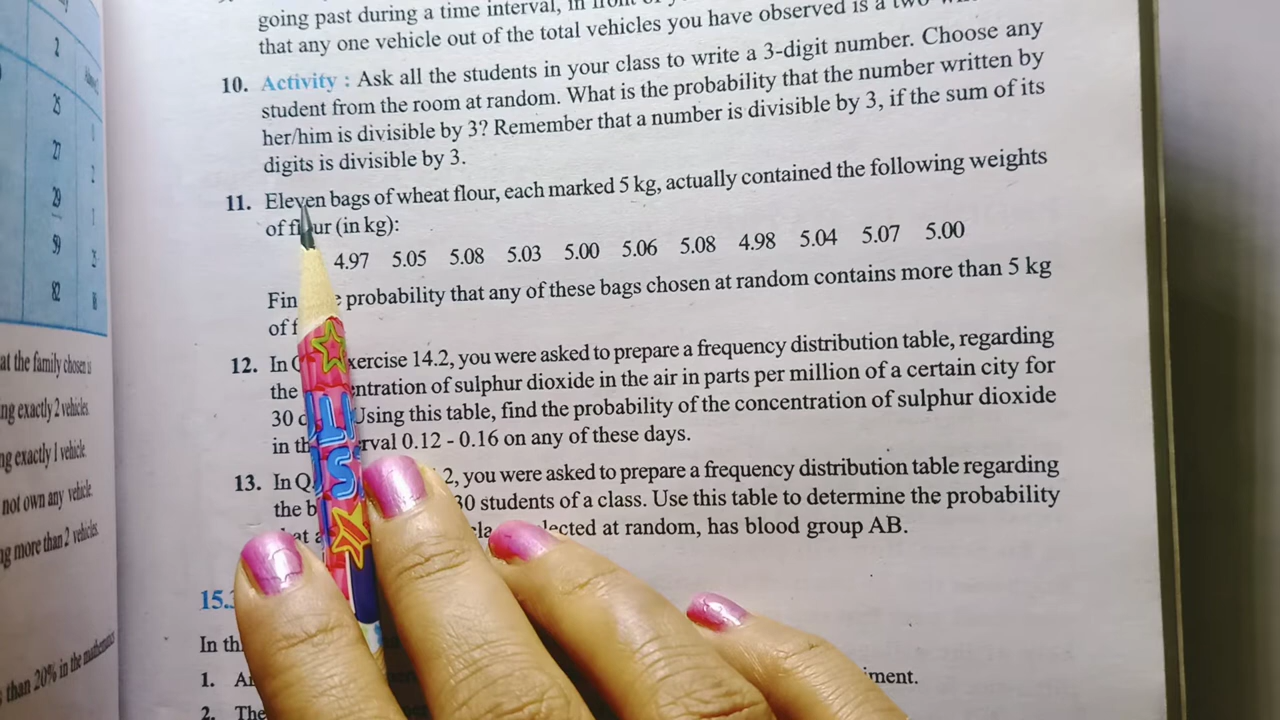 2
25
27
29
59
82
1
2
1
at the family chosen is
ng exactly 2 vehicles.
ng exactly 1 vehicle.
not own any vehicle.
ng more than 2 vehicles.
than 20% in the mathematics
going past during a time interval, in
that any one vehicle out of the total vehicles you have observed is a two
10. Activity : Ask all the students in your class to write a 3-digit number. Choose any
student from the room at random. What is the probability that the number written by
her/him is divisible by 3? Remember that a number is divisible by 3, if the sum of its
digits is divisible by 3.
11. Eleven bags of wheat flour, each marked 5 kg, actually contained the following weights
of flour (in kg):
4.97 5.05 5.08 5.03 5.00 5.06 5.08 4.98 5.04 5.07 5.00
Fin probability that any of these bags chosen at random contains more than 5 kg
of f
12. In xercise 14.2, you were asked to prepare a frequency distribution table, regarding
the ntration of sulphur dioxide in the air in parts per million of a certain city for
30 d Using this table, find the probability of the concentration of sulphur dioxide
in th rval 0.12 - 0.16 on any of these days.
13. In Q 2, you were asked to prepare a frequency distribution table regarding
the b 30 students of a class. Use this table to determine the probability
at a cla lected at random, has blood group AB.
15.
In th
1. A ment.
2. The